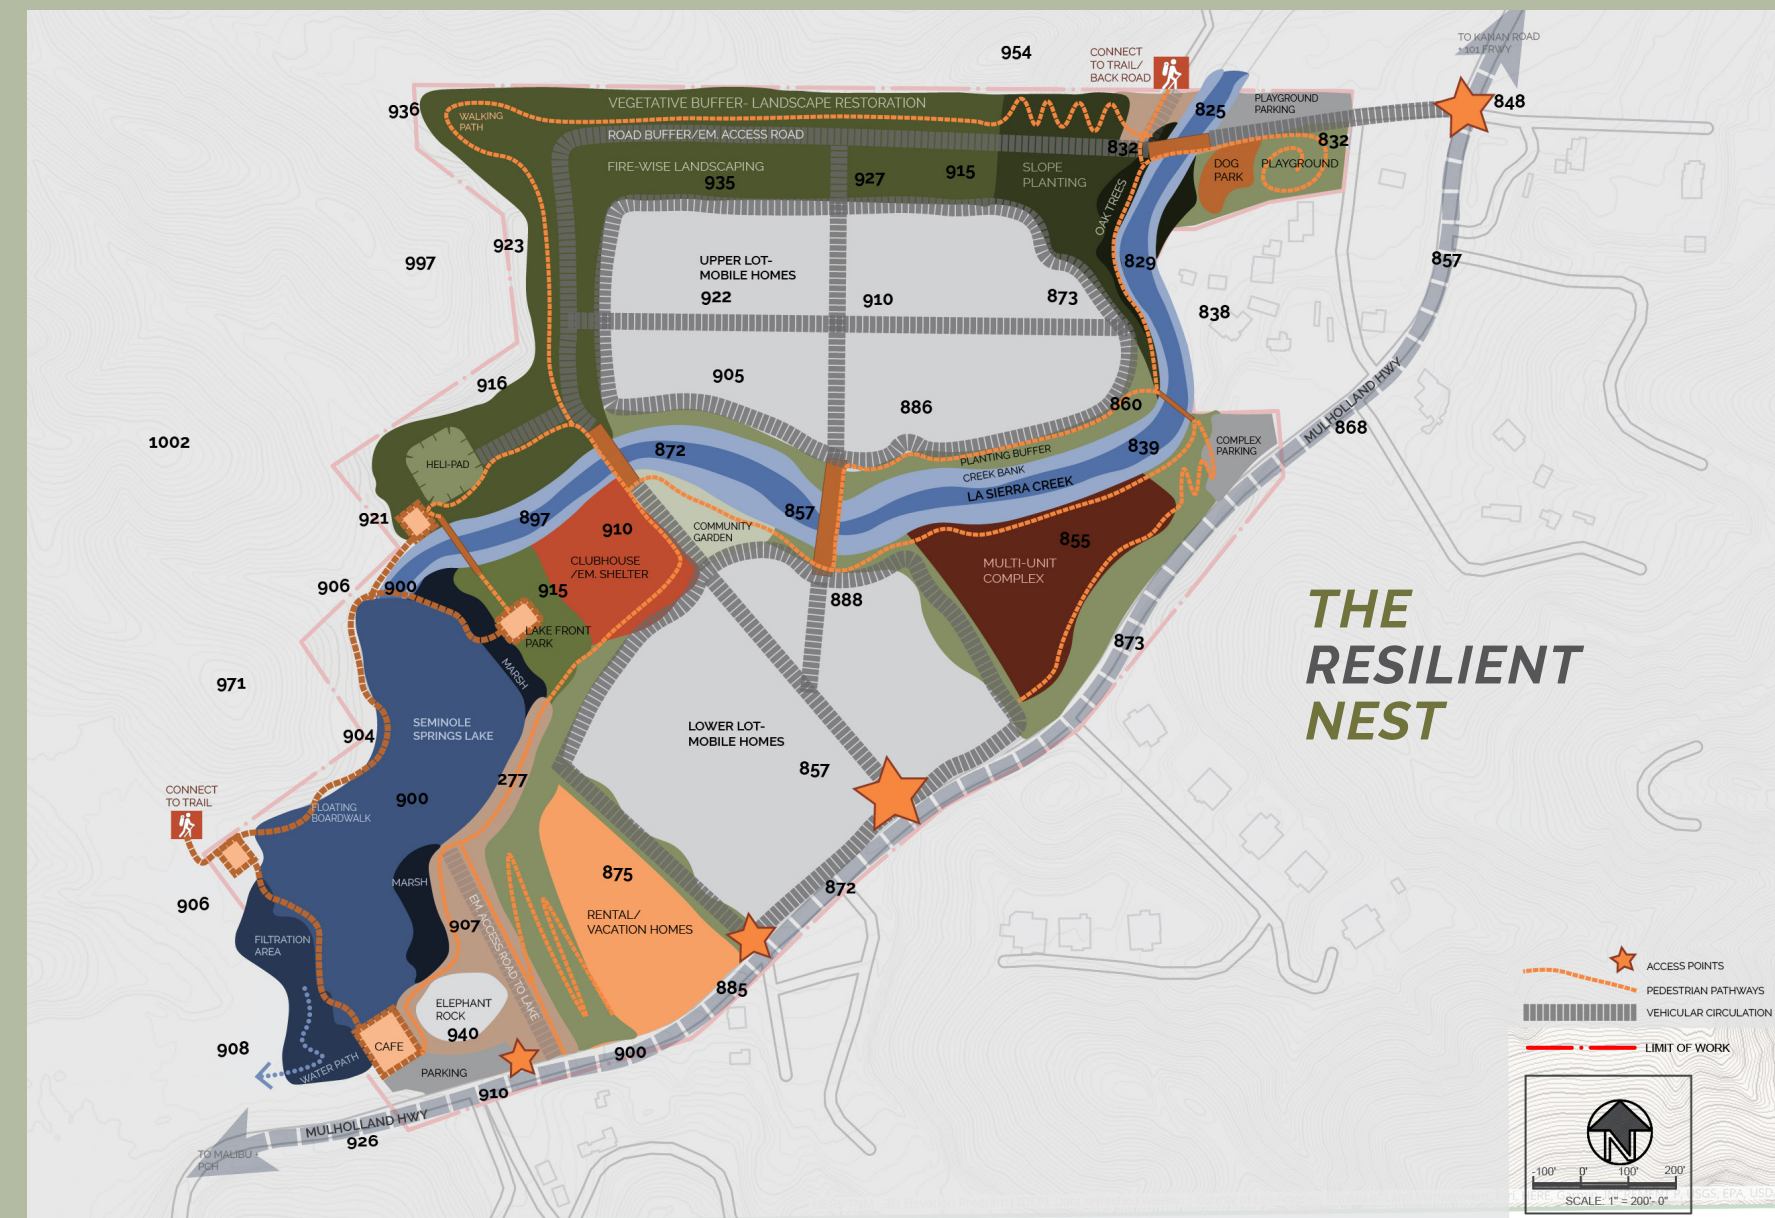 954
CONNECT
TO TRAIL/
BACK ROAD
TO KANAN ROAD
+ 101 FRWY
936
VEGETATIVE BUFFER- LANDSCAPE RESTORATION
825
PLAYGROUND
PARKING
848
WALKING
PATH
ROAD BUFFER/EM. ACCESS ROAD
832
832
FIRE-WISE LANDSCAPING
935
927
915
SLOPE
PLANTING
DOG
PARK
PLAYGROUND
OAK TREES
923
997
UPPER LOT-
MOBILE HOMES
922
910
873
829
857
838
916
905
886
860
MULHOLLAND HWY
868
1002
HELI-PAD
872
PLANTING BUFFER
CREEK BANK
LA SIERRA CREEK
839
COMPLEX
PARKING
921
897
910
COMMUNITY
GARDEN
857
855
CLUBHOUSE
/EM. SHELTER
MULTI-UNIT
COMPLEX
906
900
915
888
LAKE FRONT
PARK
873
THE
RESILIENT
NEST
971
MARSH
SEMINOLE
SPRINGS LAKE
904
LOWER LOT-
MOBILE HOMES
857
277
CONNECT
TO TRAIL
900
FLOATING
BOARDWALK
875
872
MARSH
906
907
EM. ACCESS ROAD TO LAKE
RENTAL/
VACATION HOMES
FILTRATION
AREA
885
ELEPHANT
ROCK
940
908
CAFE
WATER PATH
PARKING
900
910
MULHOLLAND HWY
926
TO MALIBU +
PCH
ACCESS POINTS
PEDESTRIAN PATHWAYS
VEHICULAR CIRCULATION
LIMIT OF WORK
N
-100' 0' 100' 200'
SCALE: 1" = 200'- 0"